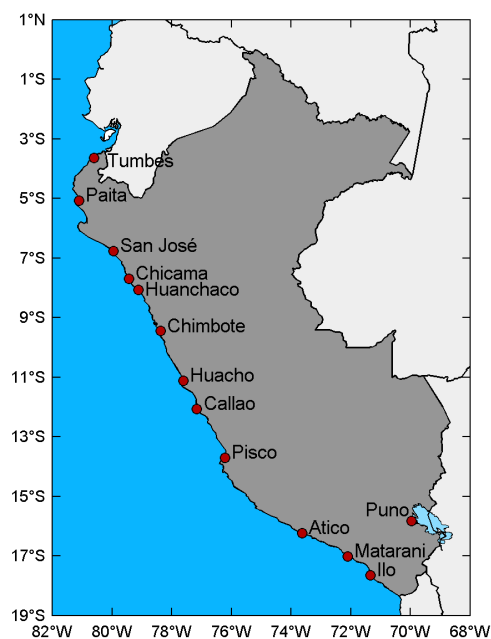 1°N
1°S
3°S
5°S
7°S
9°S
11°S
13°S
15°S
17°S
19°S
Tumbes
Paita
San José
Chicama
Huanchaco
Chimbote
Huacho
Callao
Pisco
Puno
Atico
Matarani
Ilo
82°W 80°W 78°W 76°W 74°W 72°W 70°W 68°W